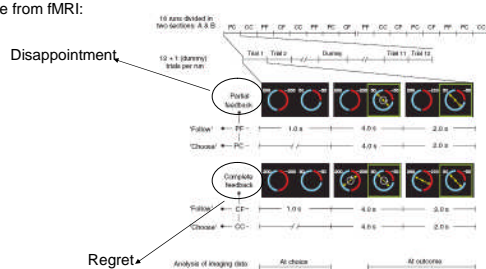 e from fMRI:
16 runs divided in
two sections: A & B
PC CC PF CF CC PF CF PC CC PF CF PF PC CC
Disappointment
12 + 1 (dummy)
trials per run
Trial 1 Trial 2 Dummy Trial 11 Trial 12
Partial
feedback
'Follow' PF 1.0 s 4.0 s 2.0 s
'Choose' PC // 4.0 s 2.0 s
Complete
feedback
'Follow' CF 1.0 s 4.0 s 2.0 s
'Choose' CC // 4.0 s 2.0 s
Regret
Analysis of imaging data At choice At outcome